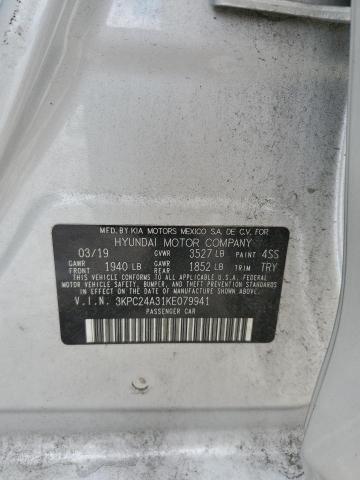 MFD. BY KIA MOTORS MEXICO S.A. DE C.V. FOR
HYUNDAI MOTOR COMPANY
03/19 GVWR 3527 LB PAINT 4SS
GAWR FRONT 1940 LB GAWR REAR 1852 LB TRIM TRY
THIS VEHICLE CONFORMS TO ALL APPLICABLE U.S.A. FEDERAL
MOTOR VEHICLE SAFETY, BUMPER, AND THEFT PREVENTION
STANDARDS IN EFFECT ON THE DATE OF MANUFACTURE SHOWN ABOVE.
V.I.N. 3KPC24A31KE079941
PASSENGER CAR